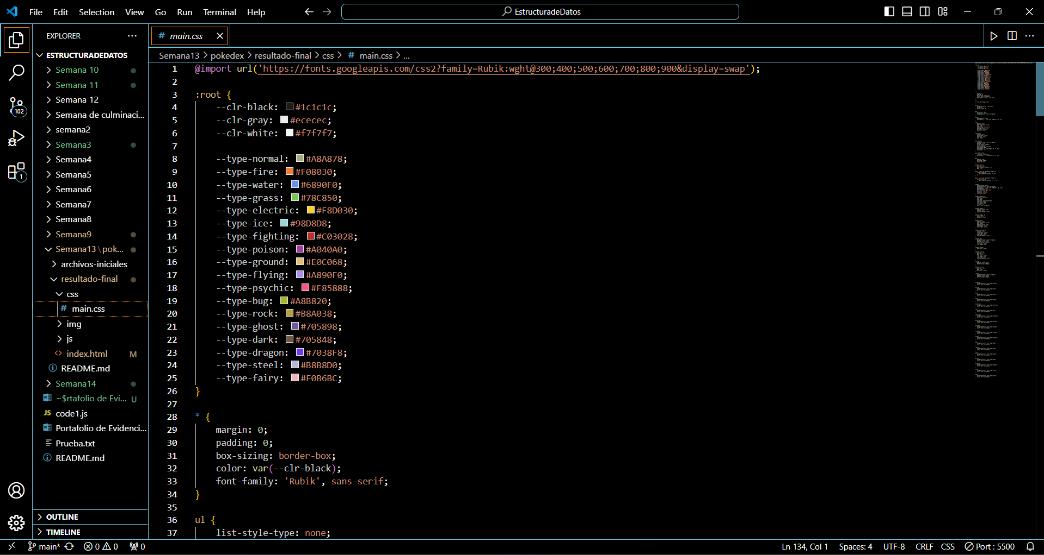 File Edit Selection View Go Run Terminal Help
EstructuradeDatos
EXPLORER
ESTRUCTURADEDATOS
Semana 10
Semana 11
Semana 12
Semana de culminaci...
semana2
Semana3
Semana4
Semana5
Semana6
Semana7
Semana8
Semana9
Semana13 \ pok...
archivos-iniciales
resultado-final
css
# main.css
img
js
<> index.html M
README.md
Semana14
~$rtafolio de Evi... U
JS code1.js
Portafolio de Evidenci...
Prueba.txt
README.md
OUTLINE
TIMELINE
102
1
# main.css
Semana13 > pokedex > resultado-final > css > # main.css > ...
1 @import url('https://fonts.googleapis.com/css2?family=Rubik:wght@300;400;500;600;700;800;900&display=swap');
2
3 :root {
4 --clr-black: #1c1c1c;
5 --clr-gray: #ececec;
6 --clr-white: #f7f7f7;
7
8 --type-normal: #A8A878;
9 --type-fire: #F08030;
10 --type-water: #6890F0;
11 --type-grass: #78C850;
12 --type-electric: #F8D030;
13 --type-ice: #98D8D8;
14 --type-fighting: #C03028;
15 --type-poison: #A040A0;
16 --type-ground: #E0C068;
17 --type-flying: #A890F0;
18 --type-psychic: #F85888;
19 --type-bug: #A8B820;
20 --type-rock: #B8A038;
21 --type-ghost: #705898;
22 --type-dark: #705848;
23 --type-dragon: #7038F8;
24 --type-steel: #B8B8D0;
25 --type-fairy: #F0B6BC;
26 }
27
28 * {
29 margin: 0;
30 padding: 0;
31 box-sizing: border-box;
32 color: var(--clr-black);
33 font-family: 'Rubik', sans-serif;
34 }
35
36 ul {
37 list-style-type: none;
main* 0 0 0 Ln 134, Col 1 Spaces: 4 UTF-8 CRLF CSS Port : 5500